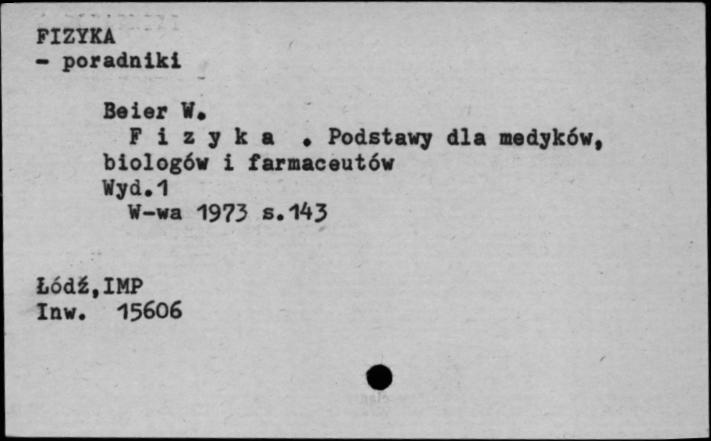 FIZYKA
- poradniki
Beier W.
F i z y k a . Podstawy dla medyków,
biologów i farmaceutów
Wyd.1
W-wa 1973 s.143
Łódź,IMP
Inw. 15606